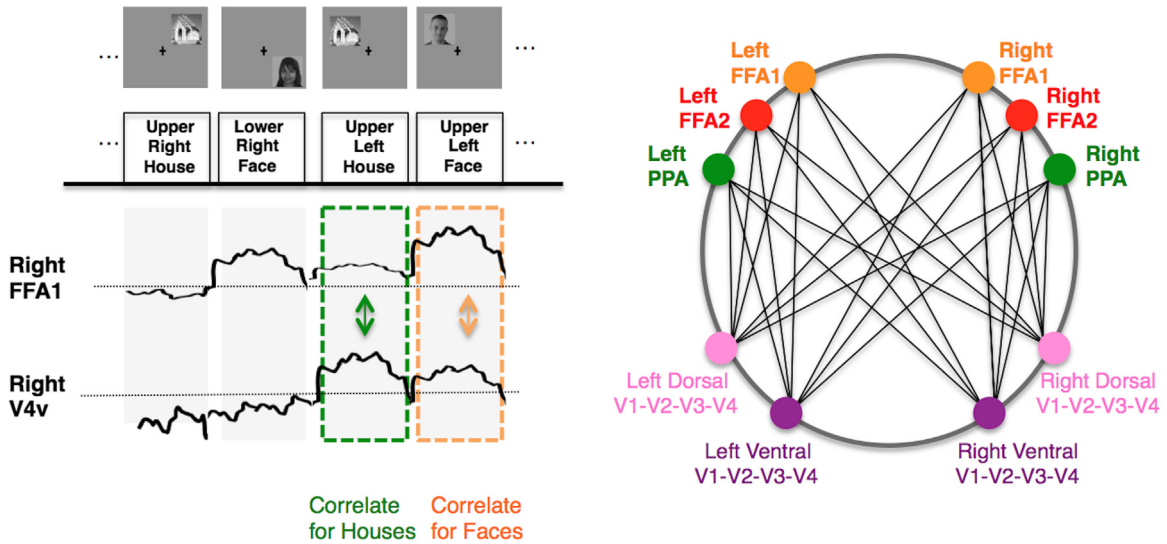 ... ...
Upper
Right
House
Lower
Right
Face
Upper
Left
House
Upper
Left
Face
... ...
Right
FFA1
Right
V4v
Correlate
for Houses
Correlate
for Faces
Left
FFA1
Right
FFA1
Left
FFA2
Right
FFA2
Left
PPA
Right
PPA
Left Dorsal
V1-V2-V3-V4
Right Dorsal
V1-V2-V3-V4
Left Ventral
V1-V2-V3-V4
Right Ventral
V1-V2-V3-V4